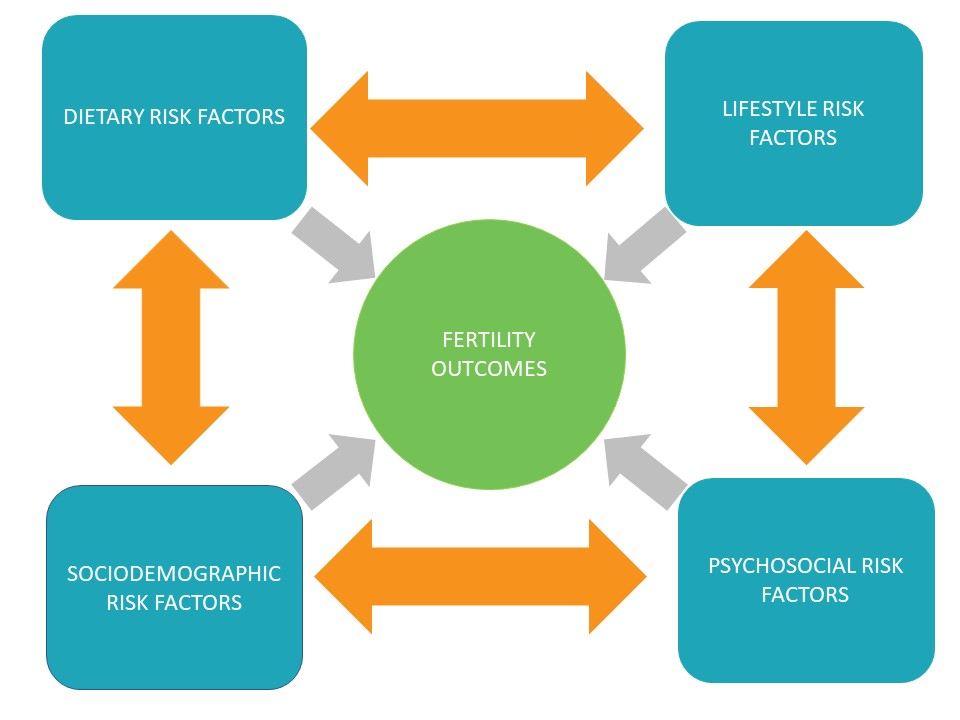 DIETARY RISK FACTORS
LIFESTYLE RISK
FACTORS
FERTILITY
OUTCOMES
SOCIODEMOGRAPHIC
RISK FACTORS
PSYCHOSOCIAL RISK
FACTORS